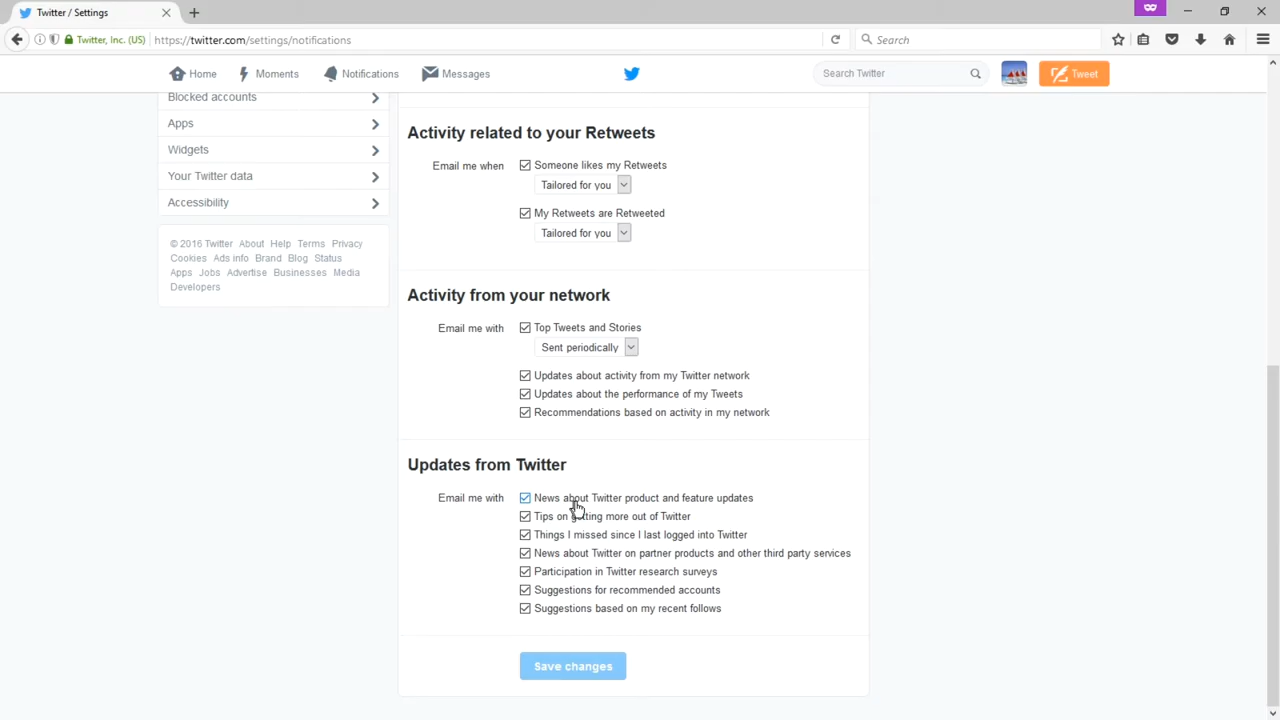 Twitter / Settings
Twitter, Inc. (US) https://twitter.com/settings/notifications Search
Home Moments Notifications Messages Search Twitter Tweet
Blocked accounts
Apps
Widgets
Your Twitter data
Accessibility
© 2016 Twitter About Help Terms Privacy
Cookies Ads info Brand Blog Status
Apps Jobs Advertise Businesses Media
Developers
Activity related to your Retweets
Email me when Someone likes my Retweets
Tailored for you
My Retweets are Retweeted
Tailored for you
Activity from your network
Email me with Top Tweets and Stories
Sent periodically
Updates about activity from my Twitter network
Updates about the performance of my Tweets
Recommendations based on activity in my network
Updates from Twitter
Email me with News about Twitter product and feature updates
Tips on getting more out of Twitter
Things I missed since I last logged into Twitter
News about Twitter on partner products and other third party services
Participation in Twitter research surveys
Suggestions for recommended accounts
Suggestions based on my recent follows
Save changes